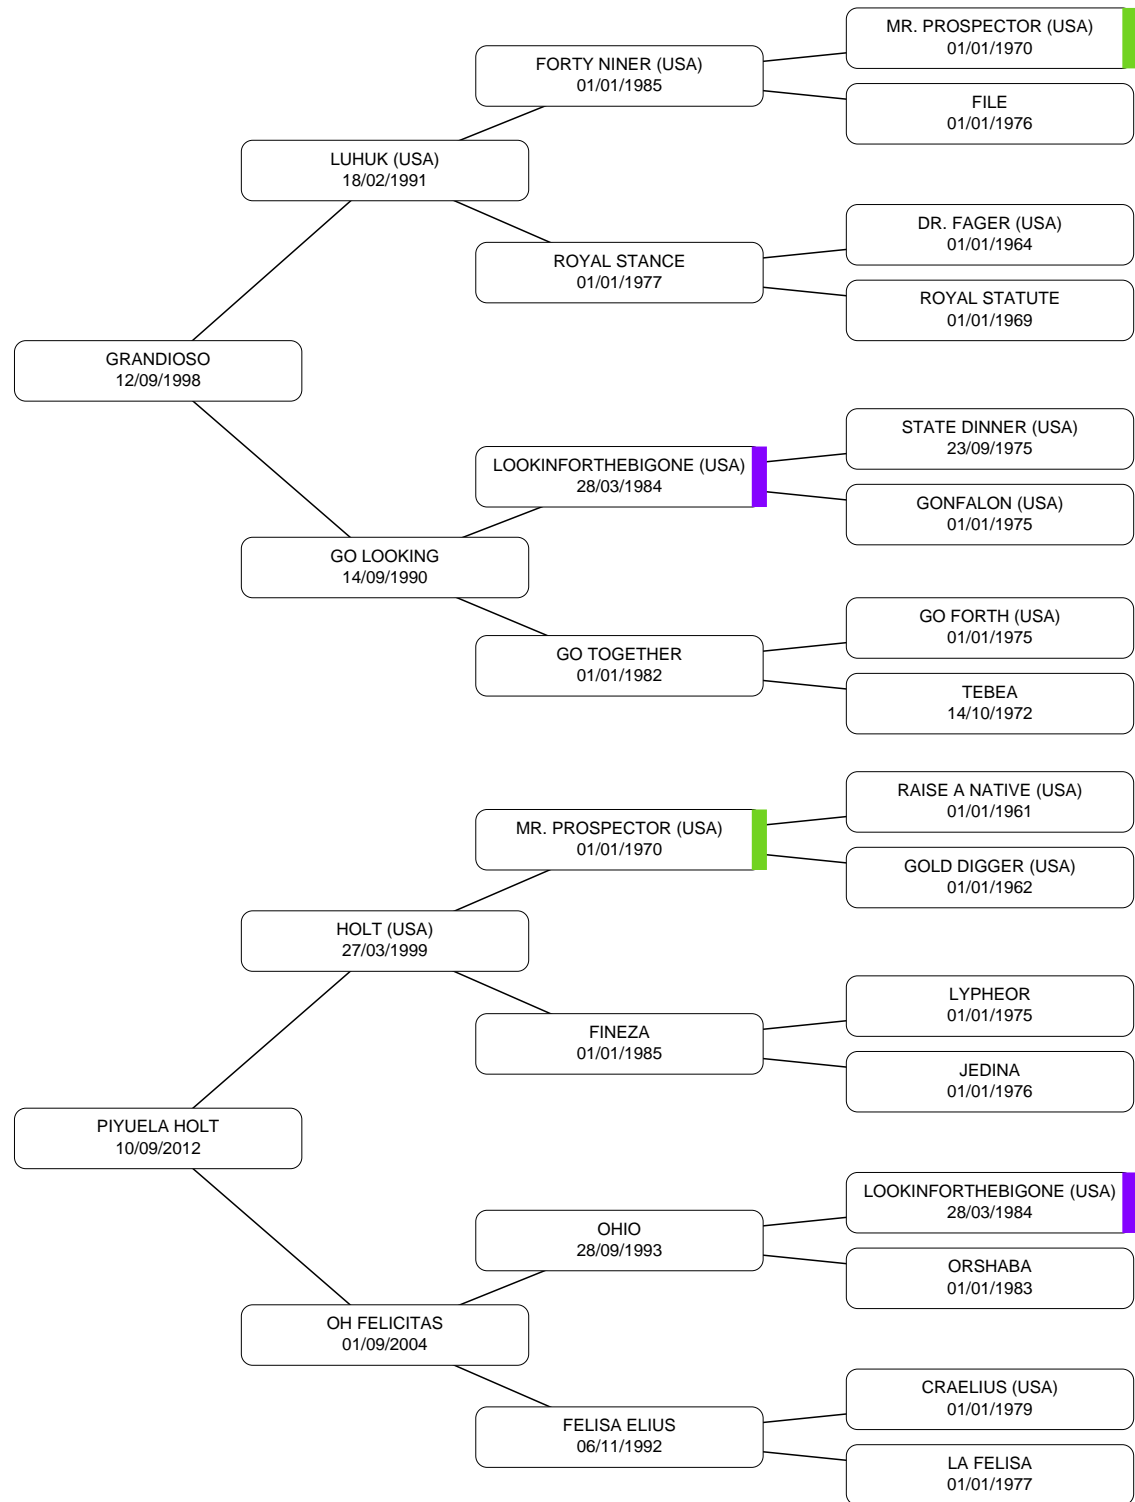 MR. PROSPECTOR (USA)
01/01/1970
FORTY NINER (USA)
01/01/1985
FILE
01/01/1976
LUHUK (USA)
18/02/1991
DR. FAGER (USA)
01/01/1964
ROYAL STANCE
01/01/1977
ROYAL STATUTE
01/01/1969
GRANDIOSO
12/09/1998
STATE DINNER (USA)
23/09/1975
LOOKINFORTHEBIGONE (USA)
28/03/1984
GONFALON (USA)
01/01/1975
GO LOOKING
14/09/1990
GO FORTH (USA)
01/01/1975
GO TOGETHER
01/01/1982
TEBEA
14/10/1972
RAISE A NATIVE (USA)
01/01/1961
MR. PROSPECTOR (USA)
01/01/1970
GOLD DIGGER (USA)
01/01/1962
HOLT (USA)
27/03/1999
LYPHEOR
01/01/1975
FINEZA
01/01/1985
JEDINA
01/01/1976
PIYUELA HOLT
10/09/2012
LOOKINFORTHEBIGONE (USA)
28/03/1984
OHIO
28/09/1993
ORSHABA
01/01/1983
OH FELICITAS
01/09/2004
CRAELIUS (USA)
01/01/1979
FELISA ELIUS
06/11/1992
LA FELISA
01/01/1977